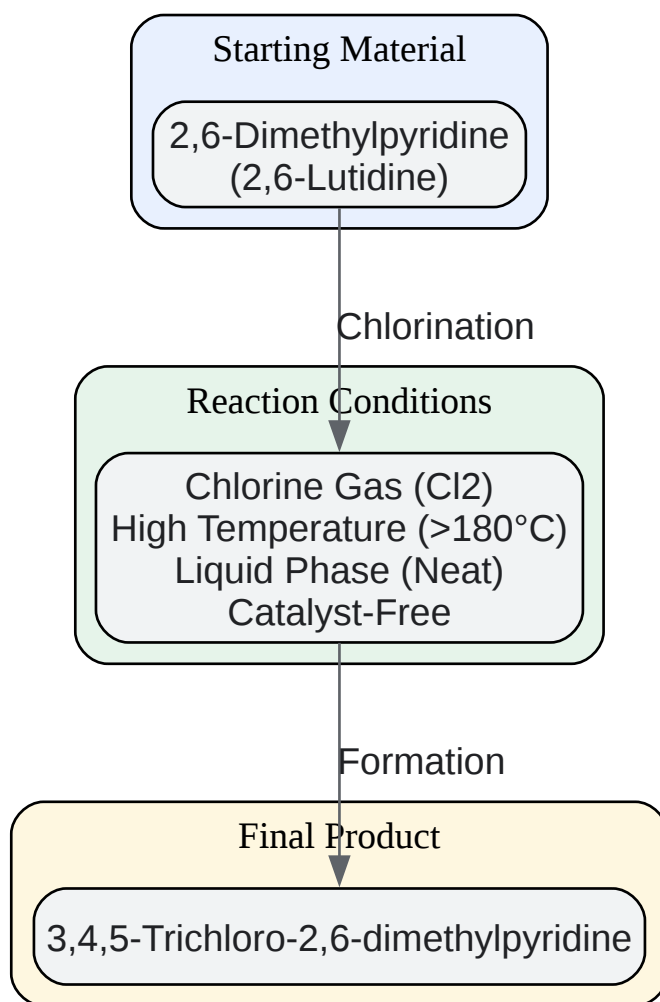 Starting Material
2,6-Dimethylpyridine
(2,6-Lutidine)
Chlorination
Reaction Conditions
Chlorine Gas (Cl2)
High Temperature (>180°C)
Liquid Phase (Neat)
Catalyst-Free
Formation
Final Product
3,4,5-Trichloro-2,6-dimethylpyridine